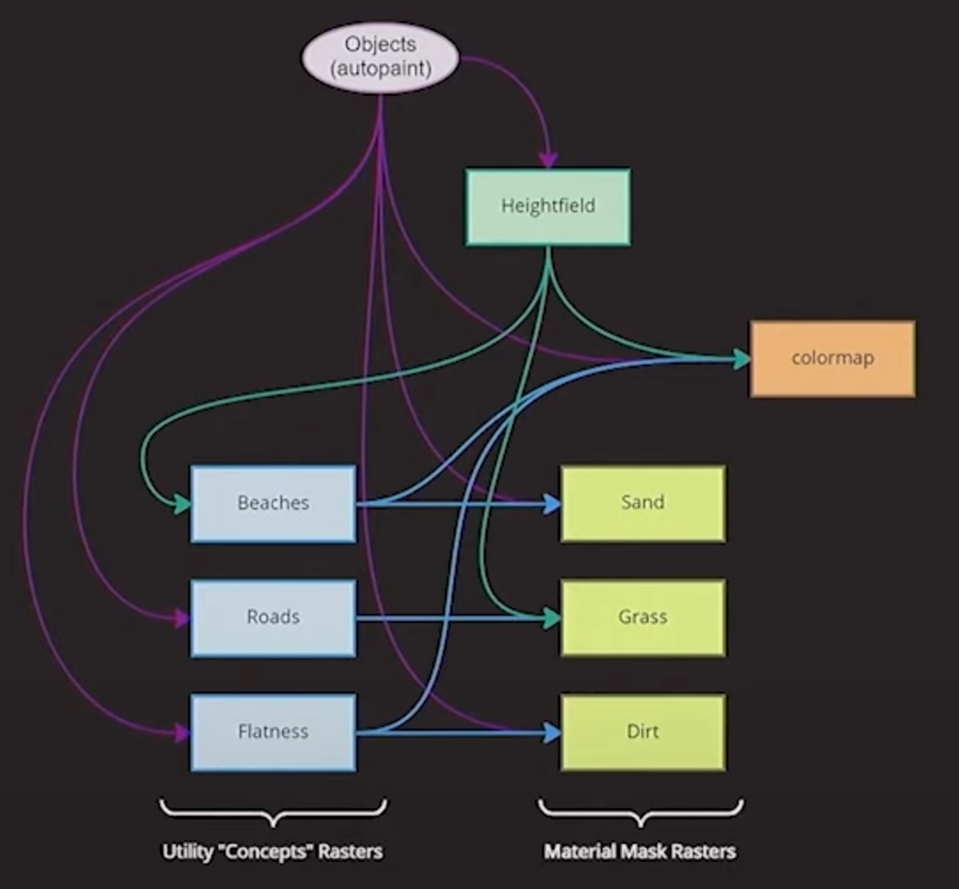 Objects
(autopaint)
Heightfield
colormap
Beaches
Sand
Roads
Grass
Flatness
Dirt
Utility "Concepts" Rasters
Material Mask Rasters